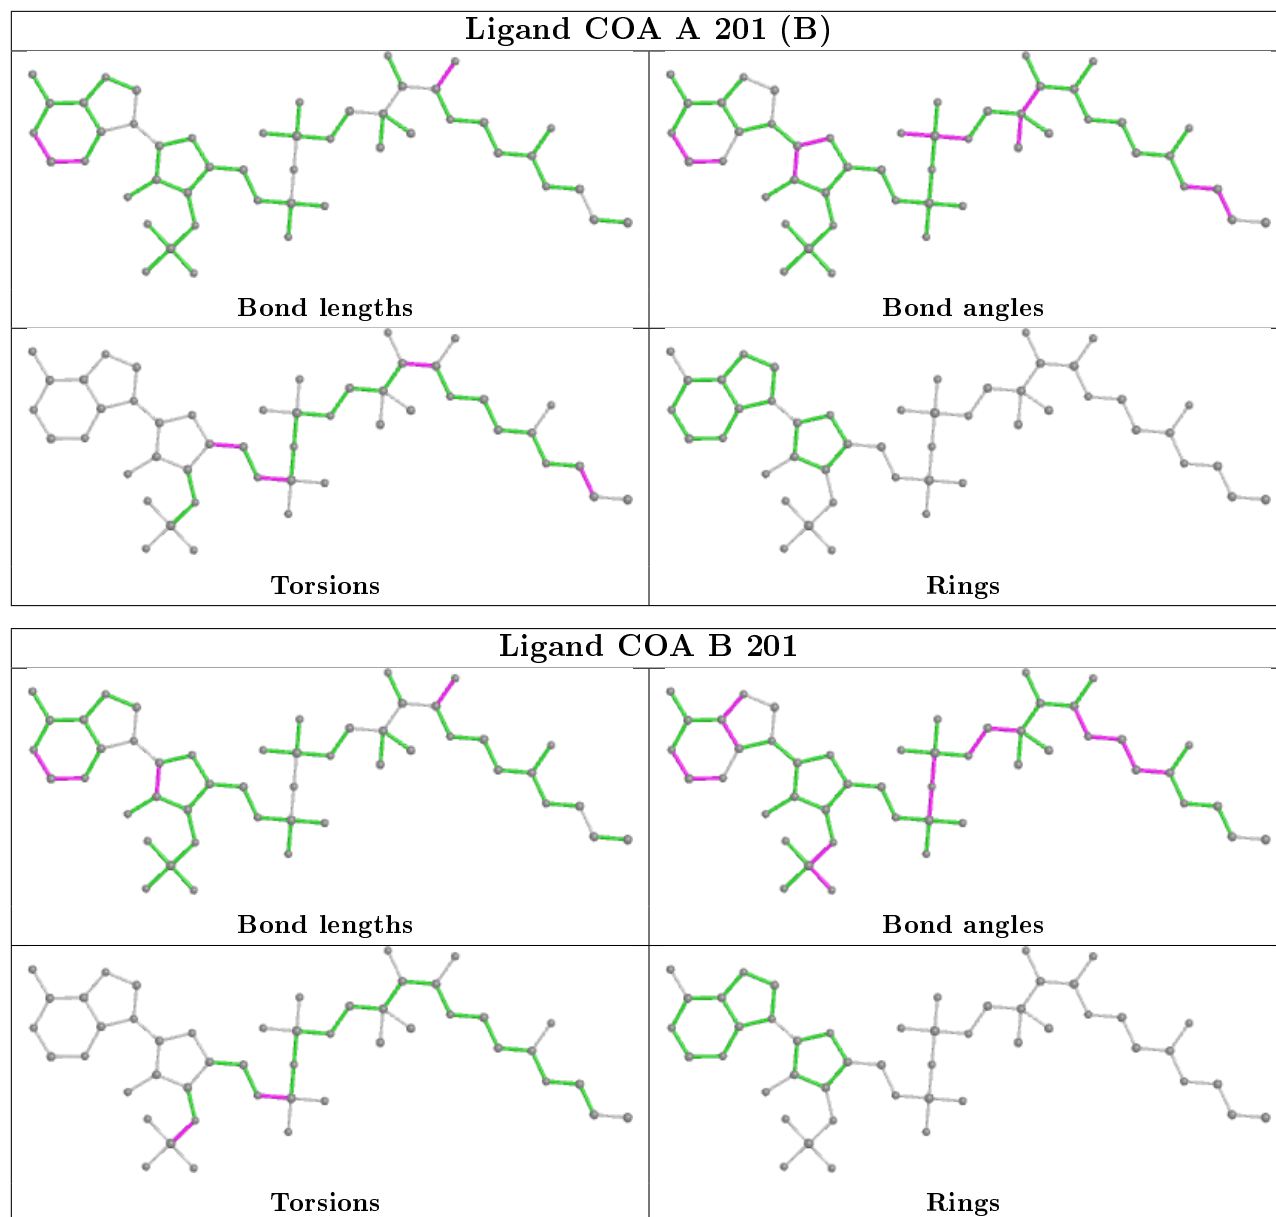 Ligand COA A 201 (B)
Bond lengths
Bond angles
Torsions
Rings
Ligand COA B 201
Bond lengths
Bond angles
Torsions
Rings